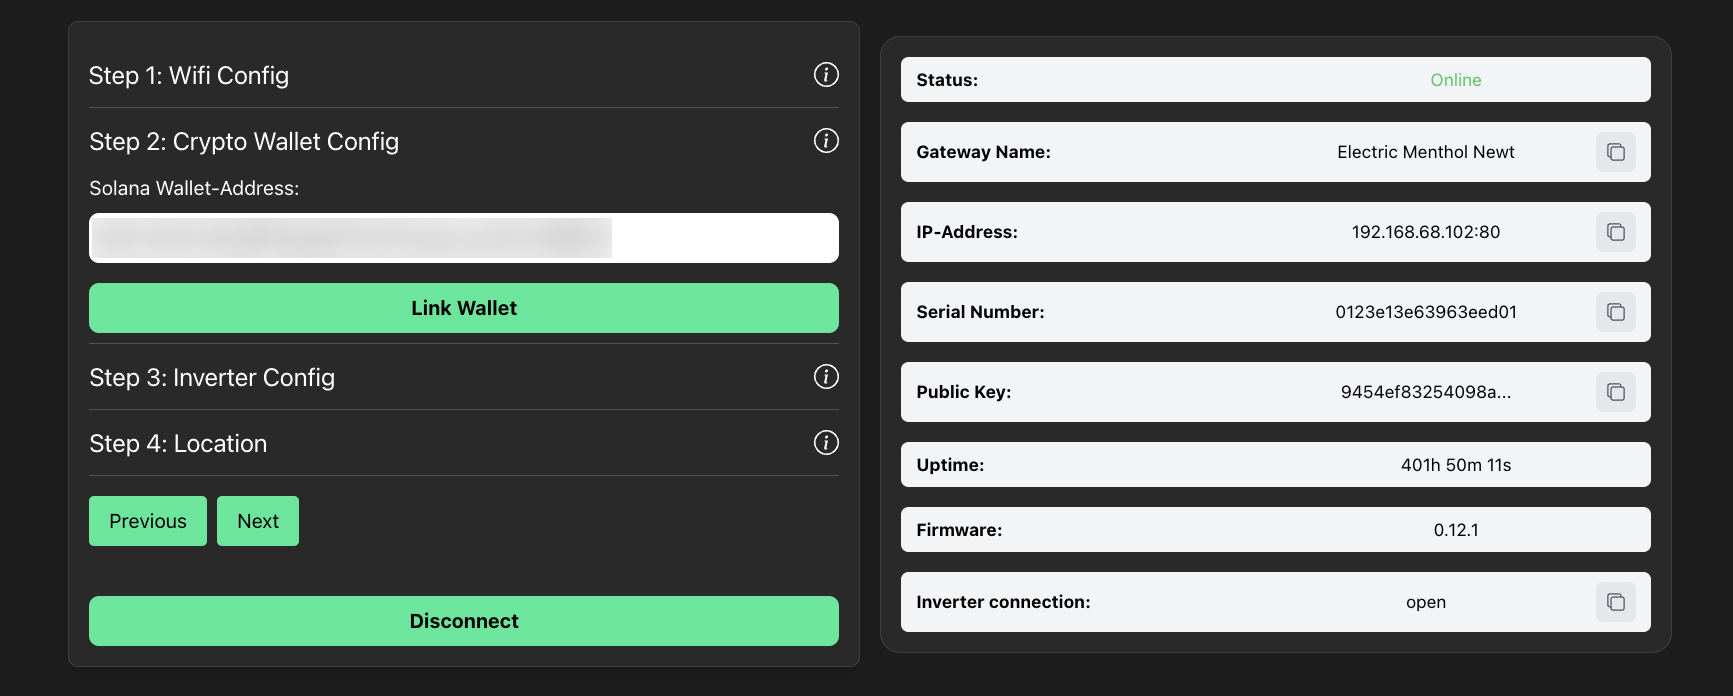 Step 1: Wifi Config
Step 2: Crypto Wallet Config
Solana Wallet-Address:
Link Wallet
Step 3: Inverter Config
Step 4: Location
Previous Next
Disconnect
Status: Online
Gateway Name: Electric Menthol Newt
IP-Address: 192.168.68.102:80
Serial Number: 0123e13e63963eed01
Public Key: 9454ef83254098a...
Uptime: 401h 50m 11s
Firmware: 0.12.1
Inverter connection: open